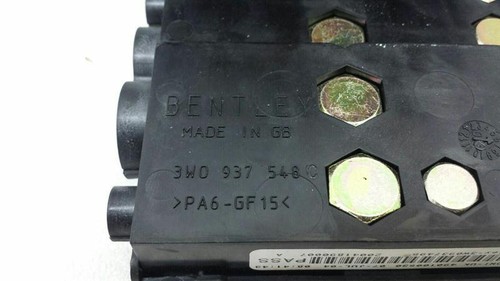 BENTLEY
MADE IN GB
3W0 937 548 C
>PA6-GF15<
PASS